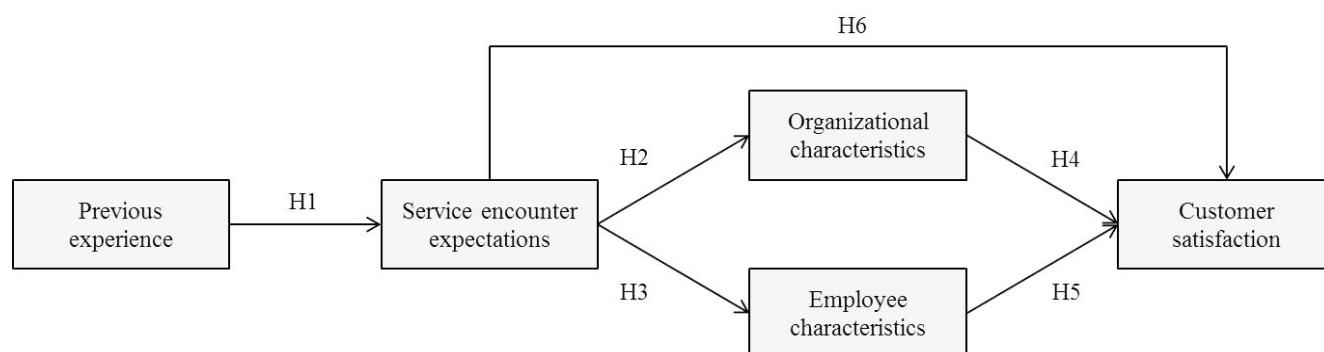 H6
Organizational
characteristics
H2
H4
Previous
experience
H1
Service encounter
expectations
Customer
satisfaction
H3
H5
Employee
characteristics